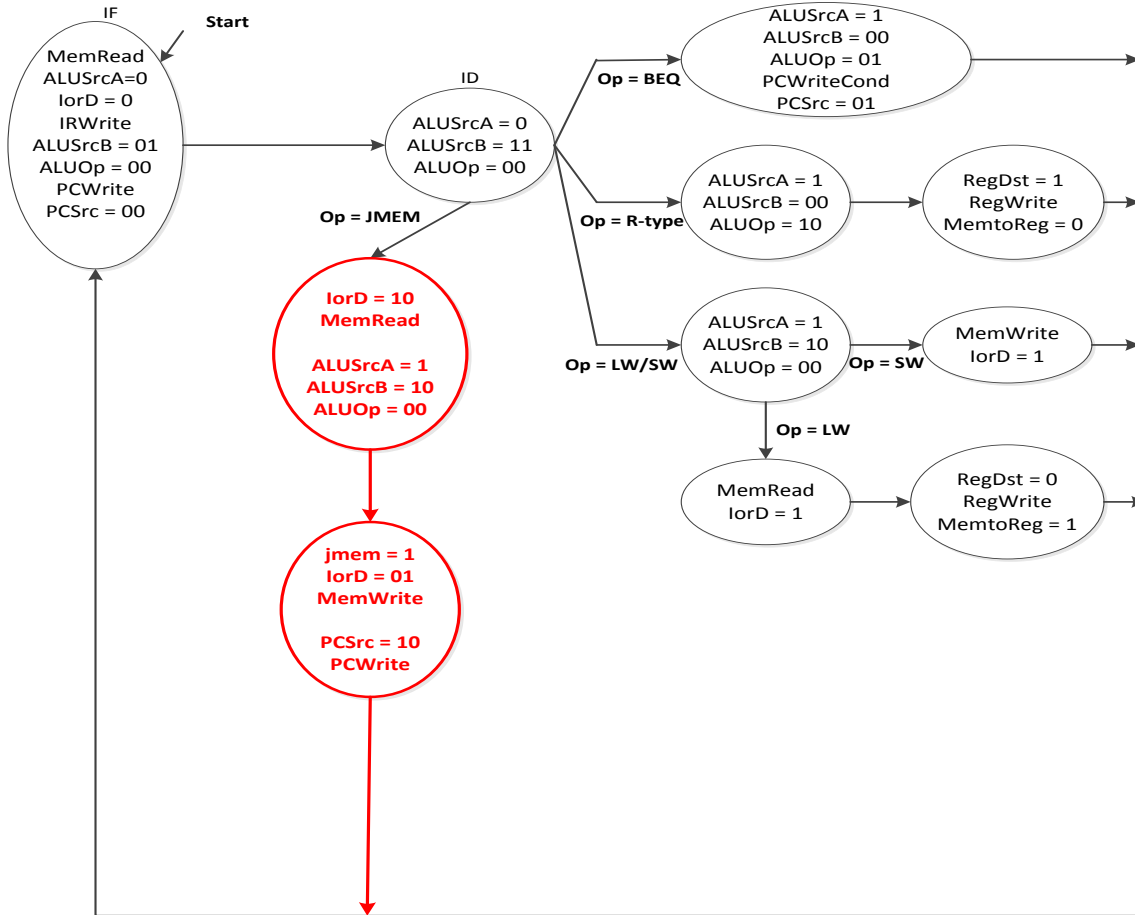 IF
Start
MemRead
ALUSrcA=0
IorD = 0
IRWrite
ALUSrcB = 01
ALUOp = 00
PCWrite
PCSrc = 00
ID
ALUSrcA = 0
ALUSrcB = 11
ALUOp = 00
Op = BEQ
ALUSrcA = 1
ALUSrcB = 00
ALUOp = 01
PCWriteCond
PCSrc = 01
Op = R-type
ALUSrcA = 1
ALUSrcB = 00
ALUOp = 10
RegDst = 1
RegWrite
MemtoReg = 0
Op = JMEM
IorD = 10
MemRead
ALUSrcA = 1
ALUSrcB = 10
ALUOp = 00
Op = LW/SW
ALUSrcA = 1
ALUSrcB = 10
ALUOp = 00
Op = SW
MemWrite
IorD = 1
Op = LW
MemRead
IorD = 1
RegDst = 0
RegWrite
MemtoReg = 1
jmem = 1
IorD = 01
MemWrite
PCSrc = 10
PCWrite